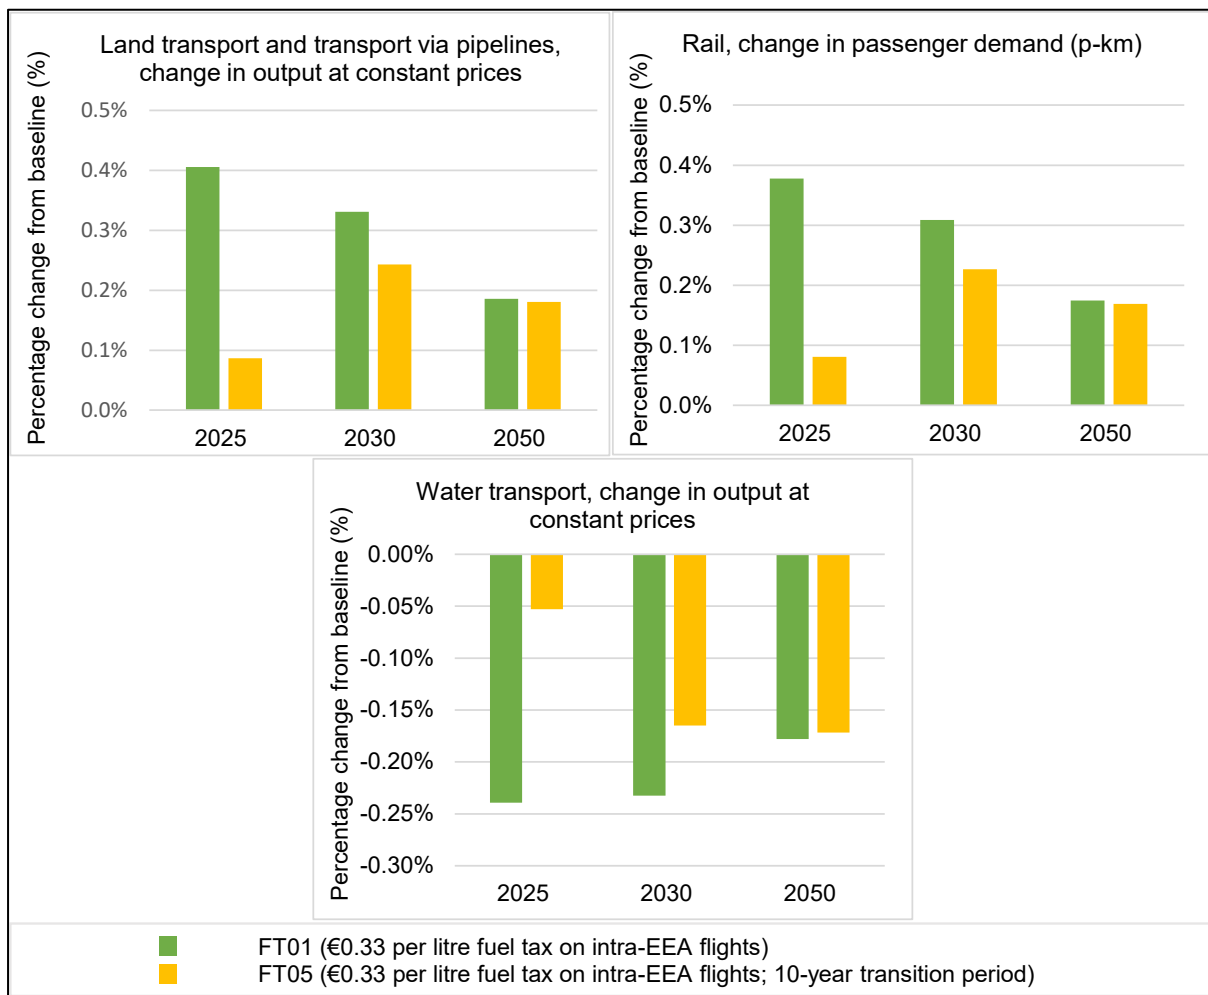 Land transport and transport via pipelines,
change in output at constant prices
Percentage change from baseline (%)
0.5%
0.4%
0.3%
0.2%
0.1%
0.0%
2025 2030 2050
Rail, change in passenger demand (p-km)
Percentage change from baseline (%)
0.5%
0.4%
0.3%
0.2%
0.1%
0.0%
2025 2030 2050
Water transport, change in output at
constant prices
Percentage change from baseline (%)
0.00%
-0.05%
-0.10%
-0.15%
-0.20%
-0.25%
-0.30%
2025 2030 2050
FT01 (€0.33 per litre fuel tax on intra-EEA flights)
FT05 (€0.33 per litre fuel tax on intra-EEA flights; 10-year transition period)